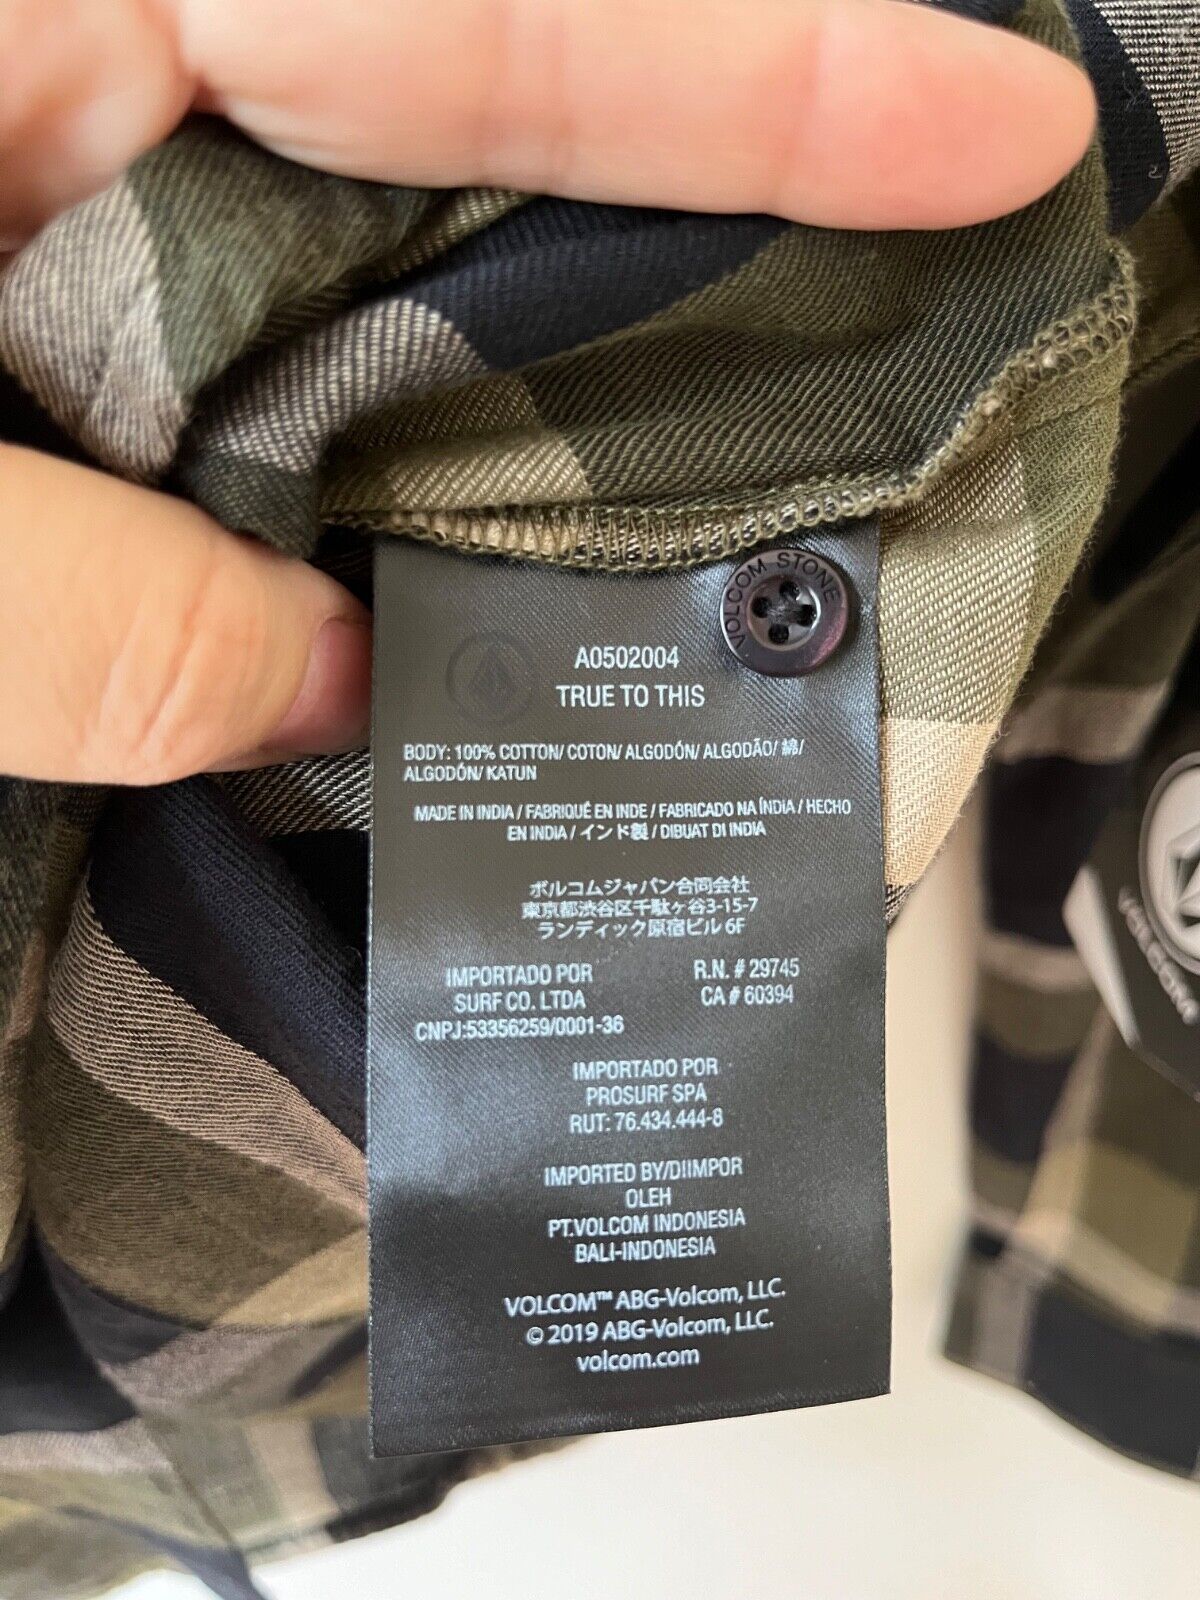 VOLCOM STONE
A0502004
TRUE TO THIS
BODY: 100% COTTON/ COTON/ ALGODÓN/ ALGODÃO/ 綿/
ALGODÓN/ KATUN
MADE IN INDIA / FABRIQUÉ EN INDE / FABRICADO NA ÍNDIA / HECHO
EN INDIA / インド製 / DIBUAT DI INDIA
ボルコムジャパン合同会社
東京都渋谷区千駄ヶ谷3-15-7
ランディック原宿ビル 6F
IMPORTADO POR
SURF CO. LTDA
CNPJ:53356259/0001-36
R.N. # 29745
CA # 60394
IMPORTADO POR
PROSURF SPA
RUT: 76.434.444-8
IMPORTED BY/DIIMPOR
OLEH
PT.VOLCOM INDONESIA
BALI-INDONESIA
VOLCOM™ ABG-Volcom, LLC.
© 2019 ABG-Volcom, LLC.
volcom.com
VOLCOM